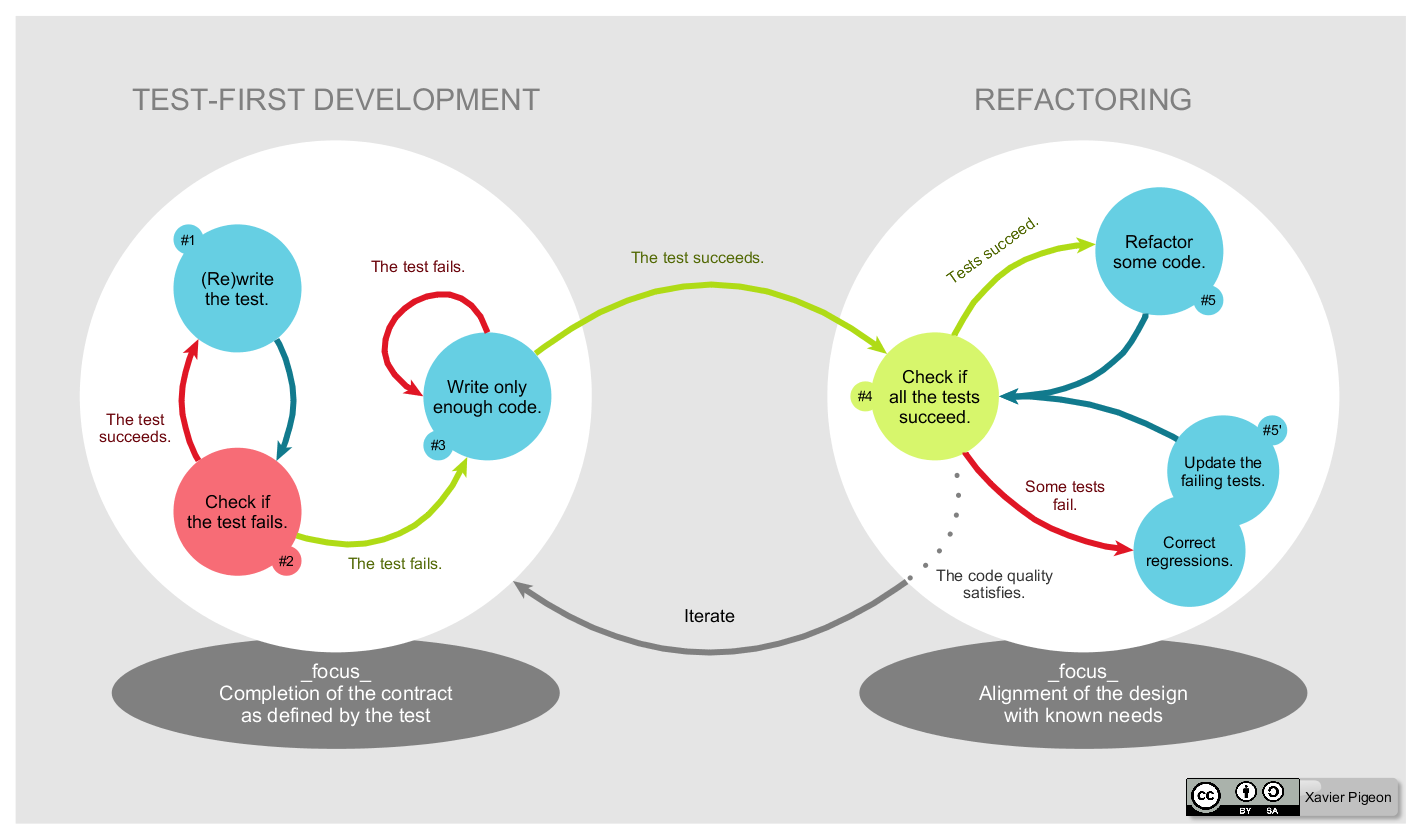 TEST-FIRST DEVELOPMENT
REFACTORING
#1
(Re)write
the test.
The test fails.
The test succeeds.
Tests succeed.
Refactor
some code.
#5
The test
succeeds.
Write only
enough code.
#3
#4
Check if
all the tests
succeed.
#5'
Update the
failing tests.
Check if
the test fails.
#2
The test fails.
Some tests
fail.
Correct
regressions.
The code quality
satisfies.
Iterate
_focus_
Completion of the contract
as defined by the test
_focus_
Alignment of the design
with known needs
cc
BY SA
Xavier Pigeon